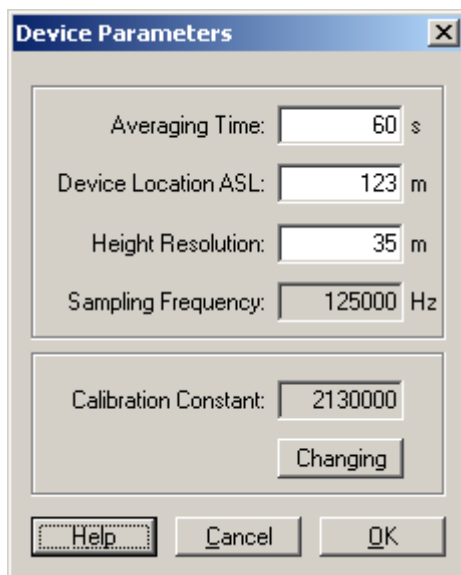 Device Parameters
Averaging Time: 60 s
Device Location ASL: 123 m
Height Resolution: 35 m
Sampling Frequency: 125000 Hz
Calibration Constant: 2130000
Changing
Help Cancel OK